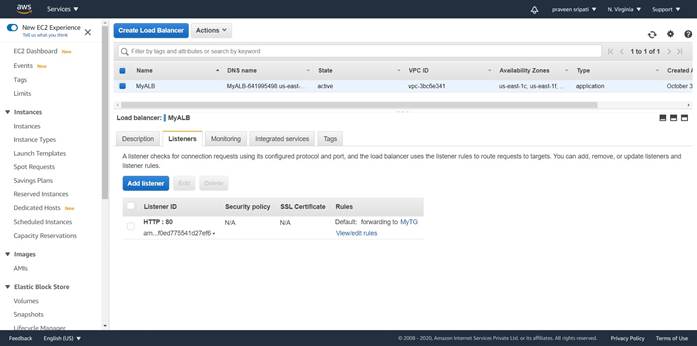 aws
Services
praveen sripati
N. Virginia
Support
New EC2 Experience
Tell us what you think
EC2 Dashboard New
Events New
Tags
Limits
Instances
Instances
Instance Types
Launch Templates
Spot Requests
Savings Plans
Reserved Instances
Dedicated Hosts New
Scheduled Instances
Capacity Reservations
Images
AMIs
Elastic Block Store
Volumes
Snapshots
Lifecycle Manager
Create Load Balancer
Actions
Filter by tags and attributes or search by keyword
1 to 1 of 1
Name DNS name State VPC ID Availability Zones Type Created A
MyALB MyALB-641995498.us-east-... active vpc-3bc6e341 us-east-1c, us-east-1f, ... application October 3
Load balancer: MyALB
Description Listeners Monitoring Integrated services Tags
A listener checks for connection requests using its configured protocol and port, and the load balancer uses the listener rules to route requests to targets. You can add, remove, or update listeners and
listener rules.
Add listener Edit Delete
Listener ID Security policy SSL Certificate Rules
HTTP : 80 N/A N/A Default: forwarding to MyTG
arn...f0ed775541d27ef6 View/edit rules
Feedback English (US) © 2008 - 2020, Amazon Internet Services Private Ltd. or its affiliates. All rights reserved. Privacy Policy Terms of Use